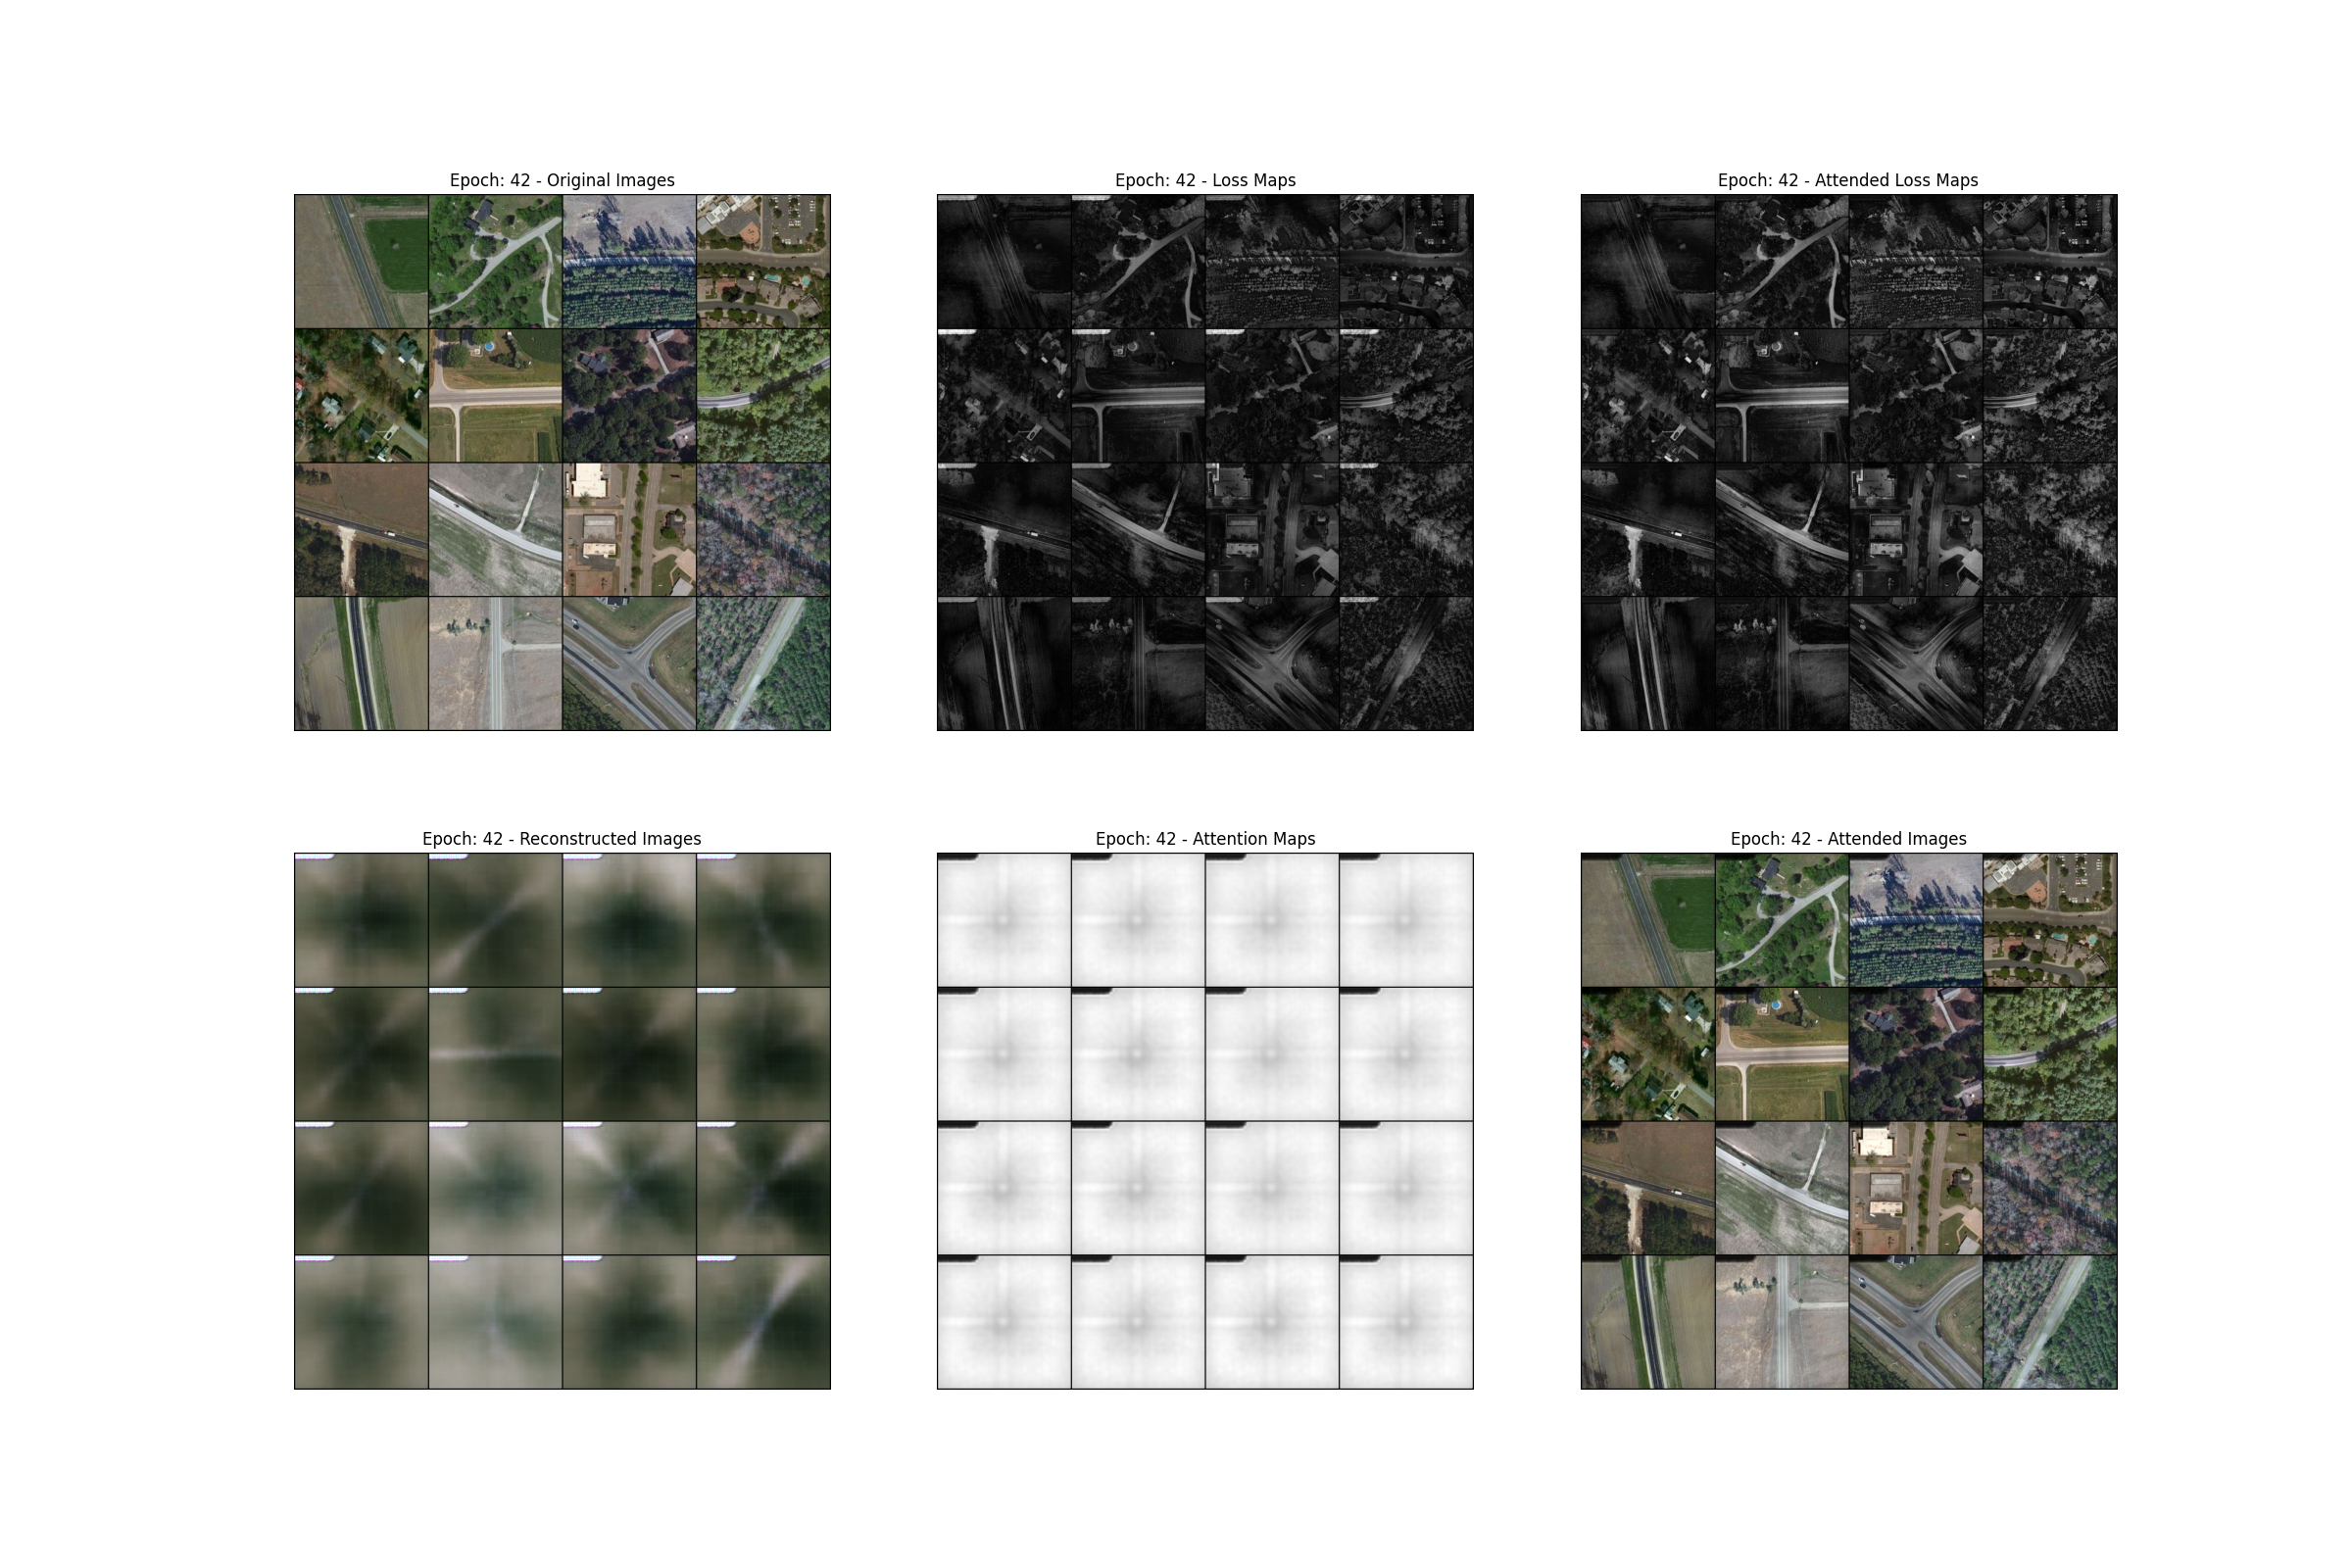 Epoch: 42 - Original Images
Epoch: 42 - Loss Maps
Epoch: 42 - Attended Loss Maps
Epoch: 42 - Reconstructed Images
Epoch: 42 - Attention Maps
Epoch: 42 - Attended Images